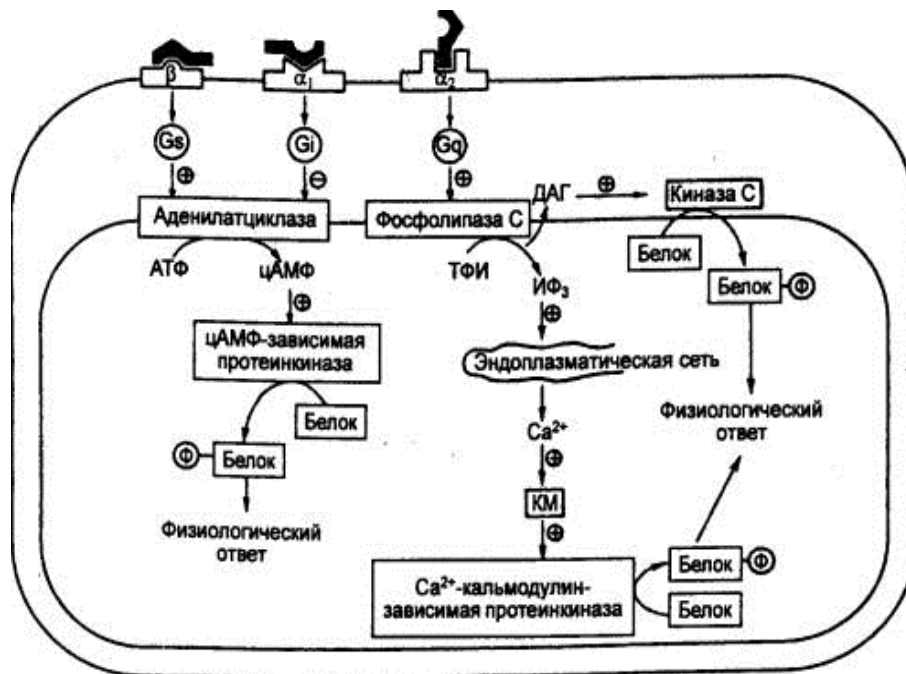 β
α₁
α₂
Gs
Gi
Gq
⊕
⊖
⊕
ДАГ
⊕
Киназа С
Аденилатциклаза
Фосфолипаза С
Белок
АТФ
цАМФ
ТФИ
ИФ₃
Белок
Ф
⊕
⊕
цАМФ-зависимая
протеинкиназа
Эндоплазматическая сеть
Белок
Ca²⁺
Физиологический
ответ
Ф
Белок
⊕
КМ
Физиологический
ответ
⊕
Белок
Ф
Ca²⁺-кальмодулин-
зависимая протеинкиназа
Белок